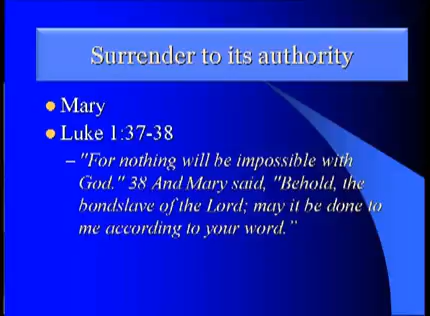 Surrender to its authority
Mary
Luke 1:37-38
– "For nothing will be impossible with
God." 38 And Mary said, "Behold, the
bondslave of the Lord; may it be done to
me according to your word.”